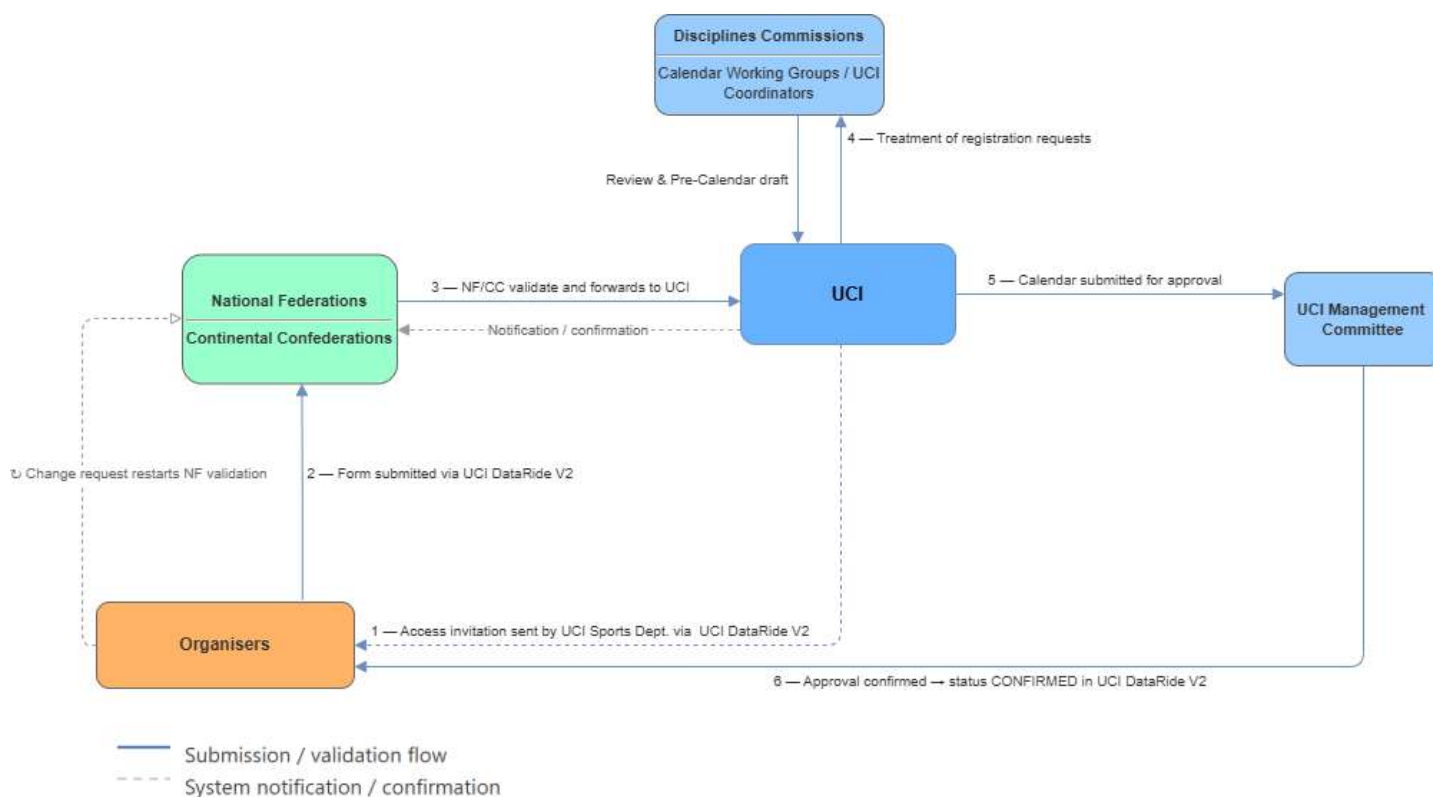 Disciplines Commissions
Calendar Working Groups / UCI
Coordinators
4 — Treatment of registration requests
Review & Pre-Calendar draft
National Federations
Continental Confederations
3 — NF/CC validate and forwards to UCI
Notification / confirmation
UCI
5 — Calendar submitted for approval
UCI Management
Committee
↻ Change request restarts NF validation
2 — Form submitted via UCI DataRide V2
Organisers
1 — Access invitation sent by UCI Sports Dept. via UCI DataRide V2
6 — Approval confirmed → status CONFIRMED in UCI DataRide V2
Submission / validation flow
System notification / confirmation